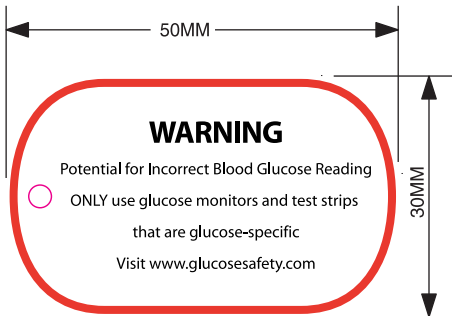 50MM
WARNING
Potential for Incorrect Blood Glucose Reading
ONLY use glucose monitors and test strips
that are glucose-specific
Visit www.glucosesafety.com
30MM